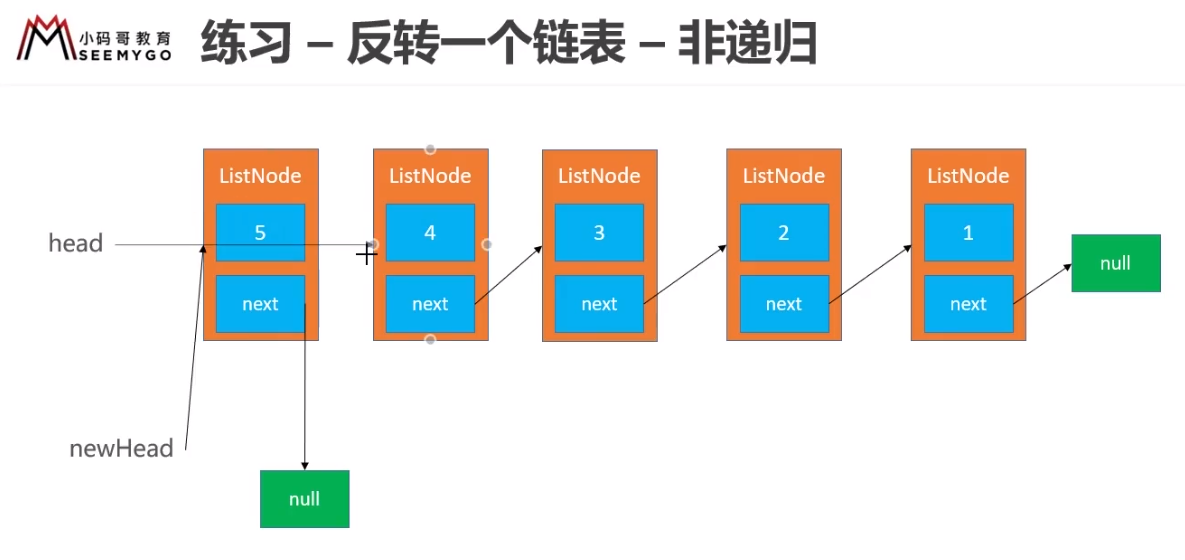 小码哥教育
SEEMYGO
练习 – 反转一个链表 – 非递归
ListNode ListNode ListNode ListNode ListNode
head 5 4 3 2 1
null
next next next next next
newHead
null